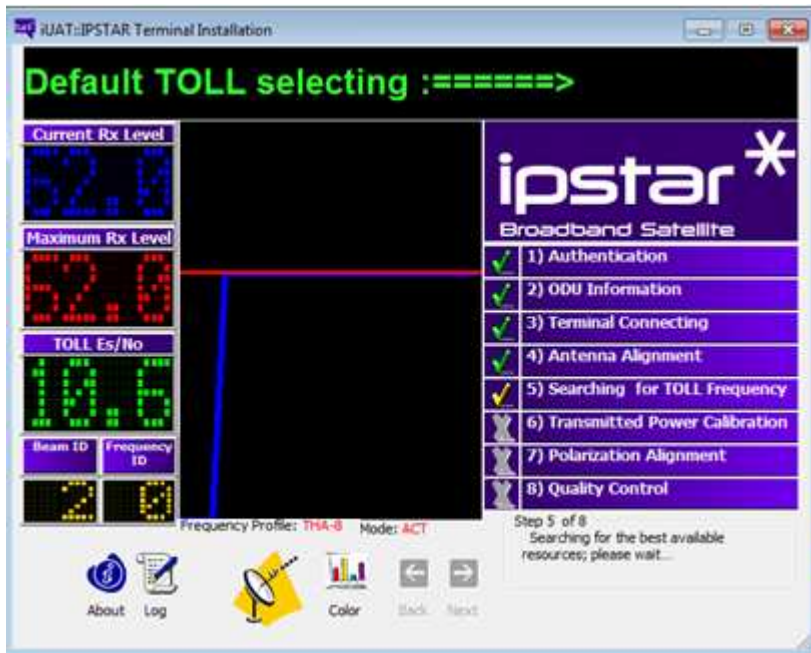 iUAT::IPSTAR Terminal Installation
Default TOLL selecting :======>
Current Rx Level
62.0
Maximum Rx Level
62.0
TOLL Es/No
10.6
Beam ID
Frequency ID
2
0
ipstar
Broadband Satellite
1) Authentication
2) ODU Information
3) Terminal Connecting
4) Antenna Alignment
5) Searching for TOLL Frequency
6) Transmitted Power Calibration
7) Polarization Alignment
8) Quality Control
Frequency Profile: THA-8 Mode: ACT
Step 5 of 8
Searching for the best available
resources; please wait...
About
Log
Color
Back
Next